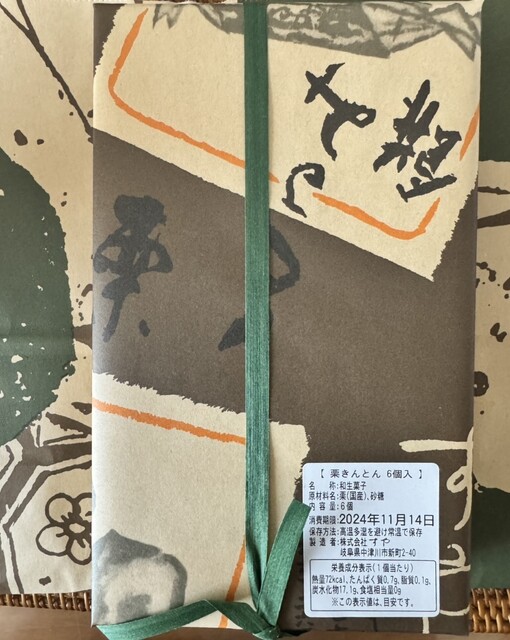 【 栗きんとん 6個入 】
名　　称:和生菓子
原材料名:栗(国産)、砂糖
内 容 量:6個
消費期限:2024年11月14日
保存方法:高温多湿を避け常温で保存
製 造 者:株式会社 すや
岐阜県中津川市新町2-40
栄養成分表示(1個当たり)
熱量72kcal、たんぱく質0.7g、脂質0.1g、
炭水化物17.1g、食塩相当量0g
※この表示値は、目安です。